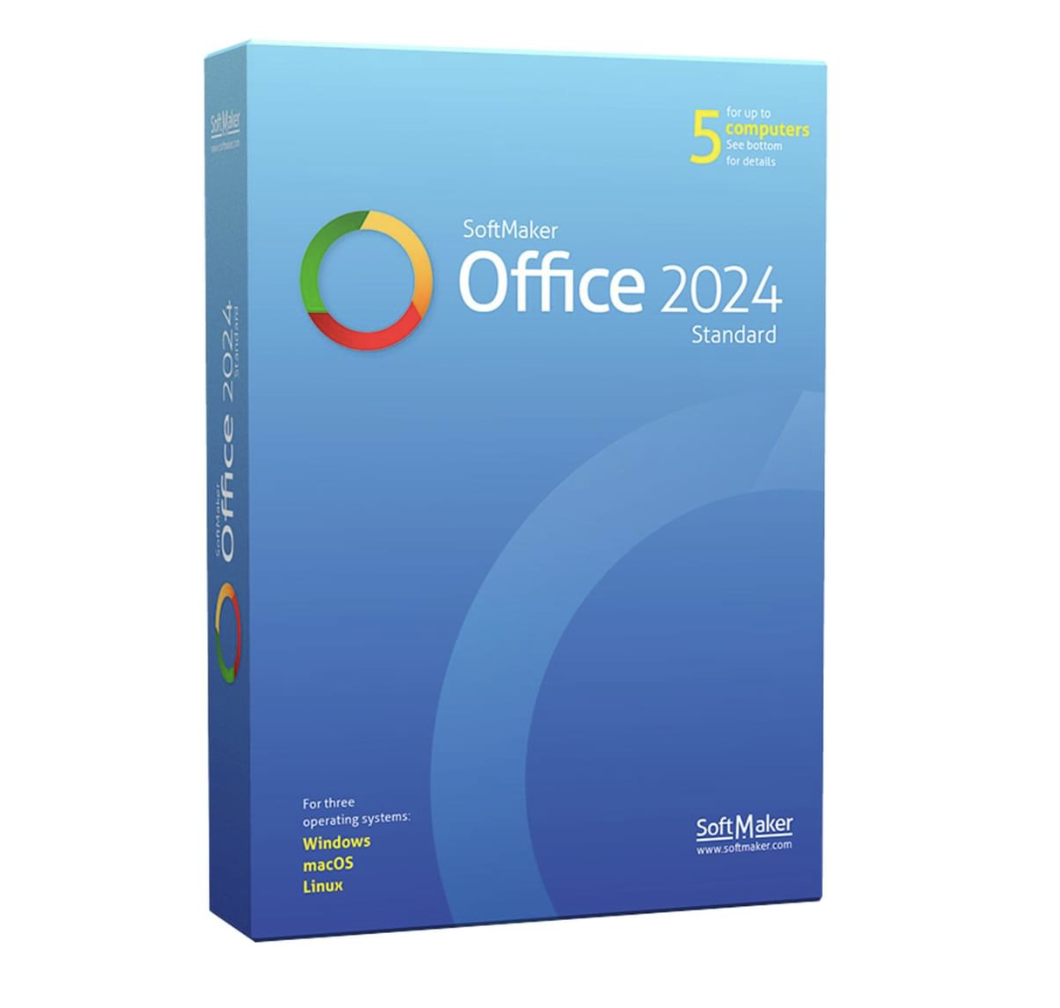 for up to
5 computers
See bottom
for details
SoftMaker
Office 2024
Standard
For three
operating systems:
Windows
macOS
Linux
SoftMaker
www.softmaker.com
SoftMaker
www.softmaker.com
SoftMaker
Office 2024
Standard